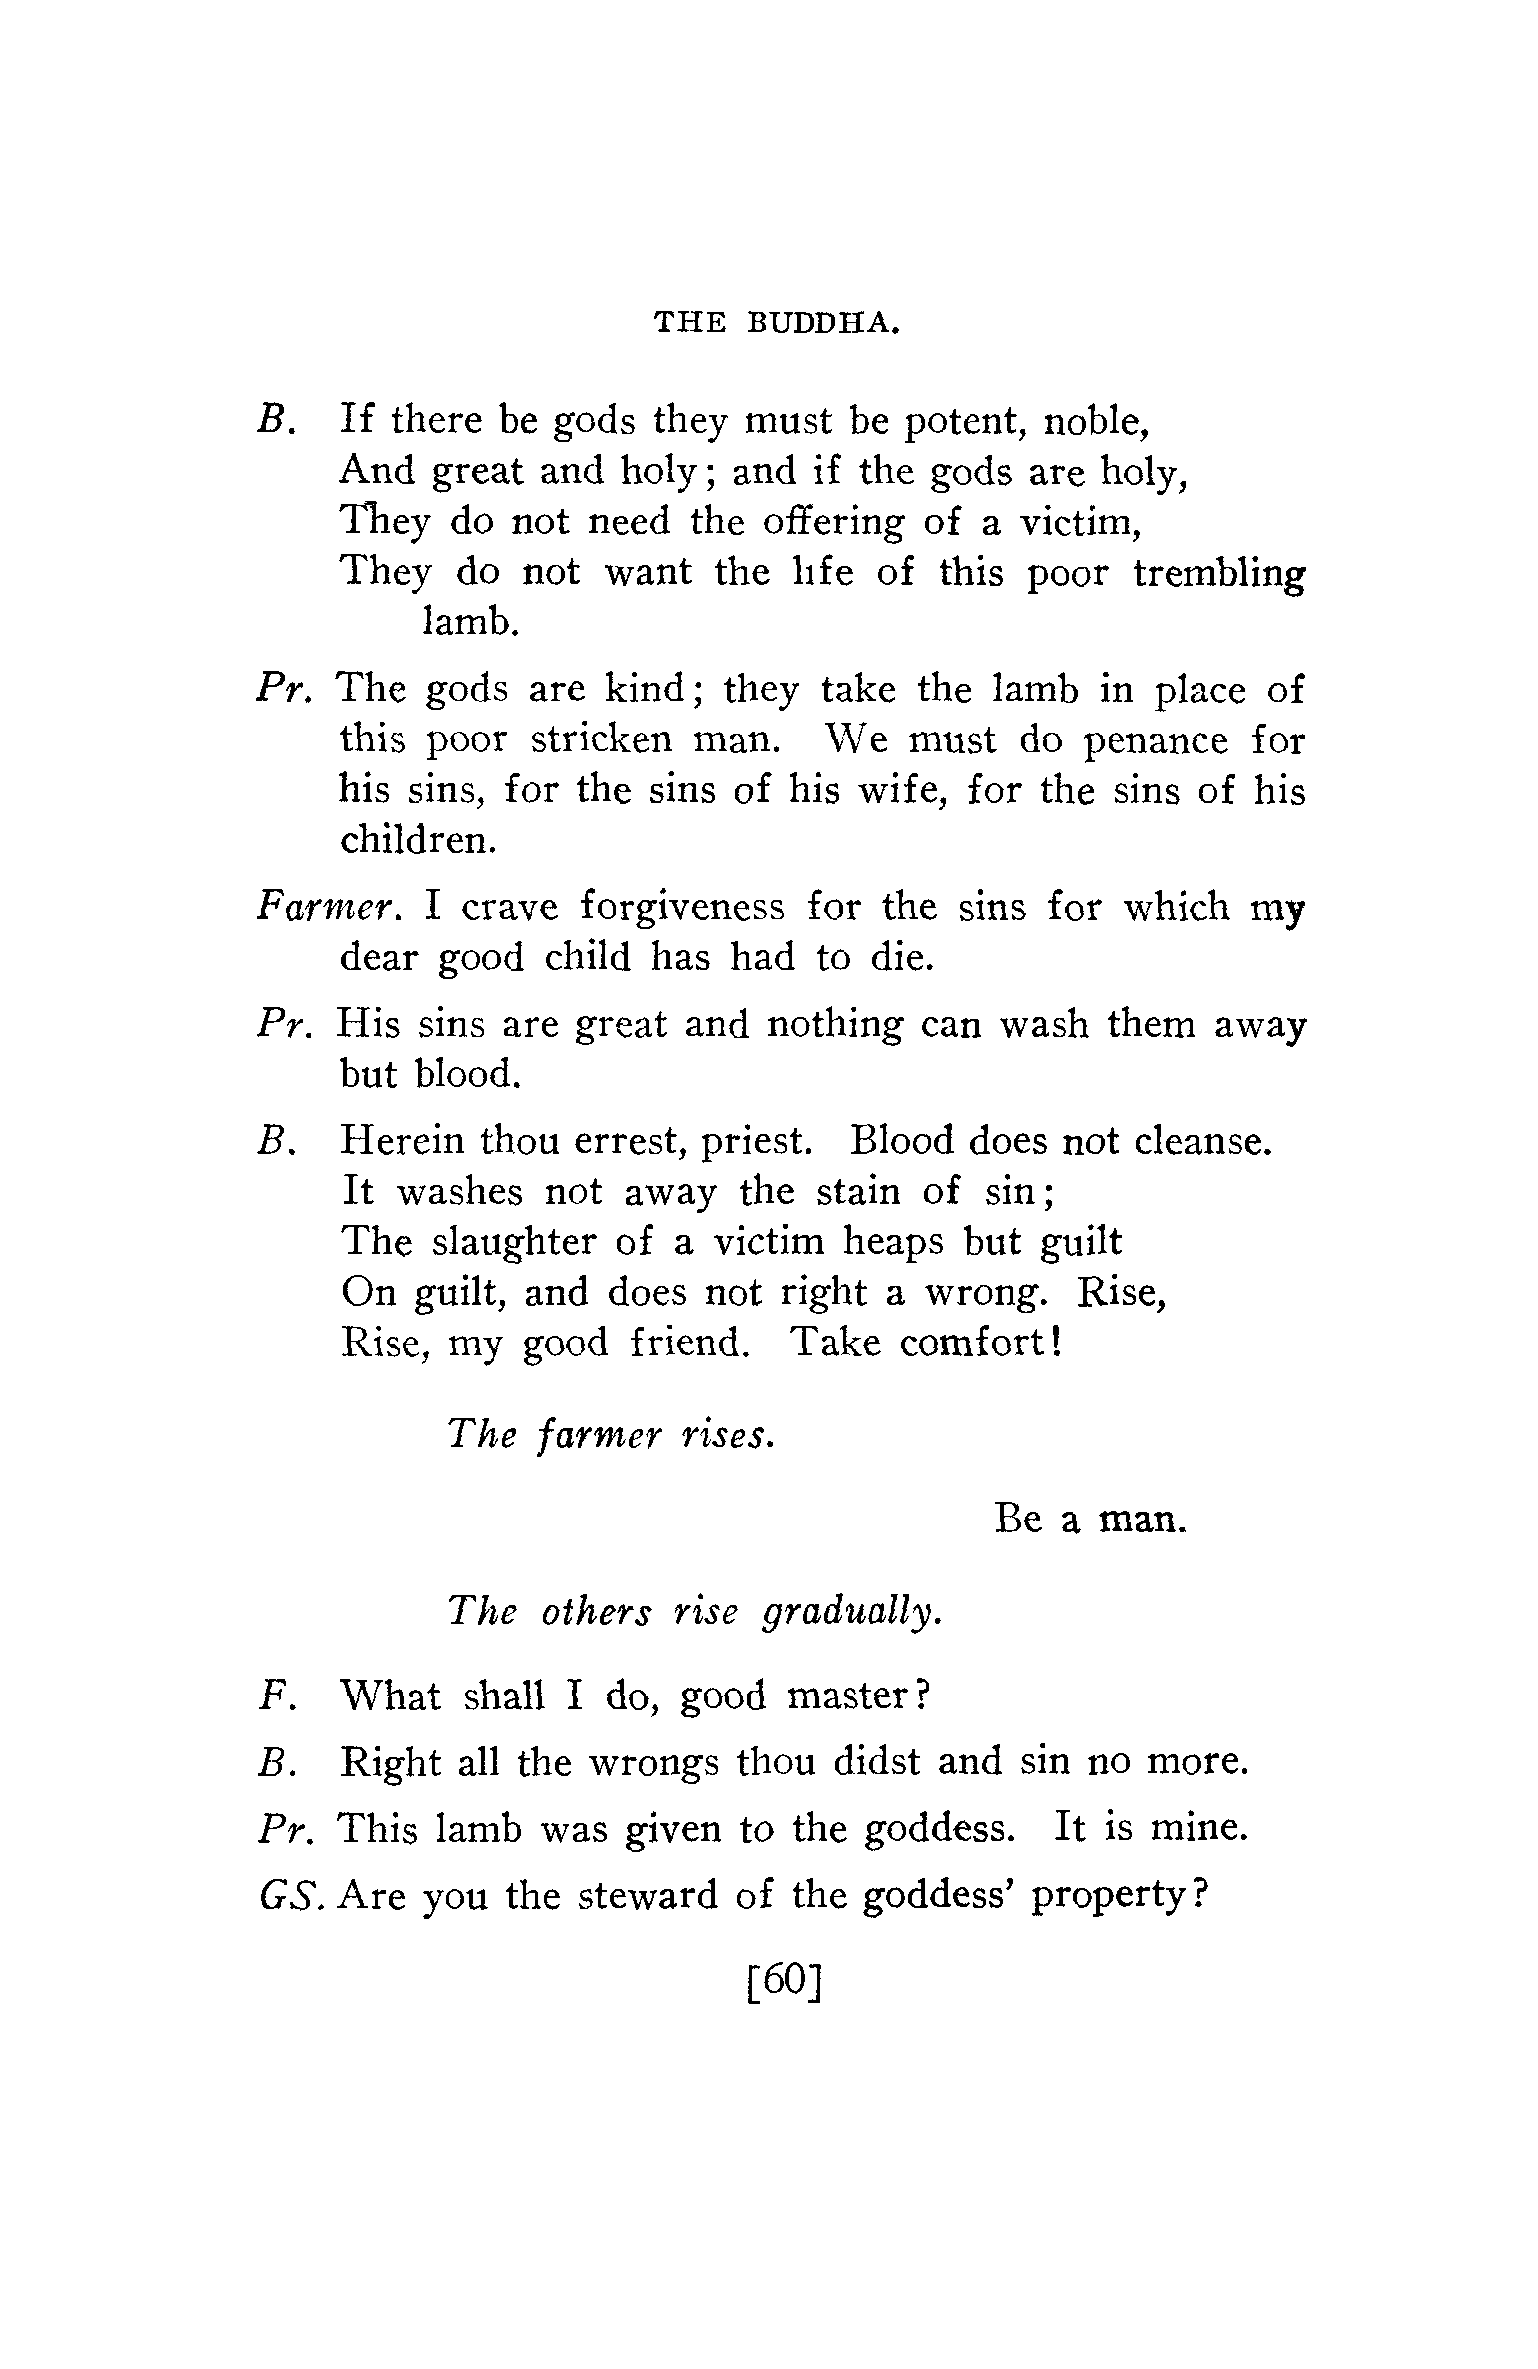 THE BUDDHA.
B. If there be gods they must be potent, noble,
And great and holy; and if the gods are holy,
They do not need the offering of a victim,
They do not want the life of this poor trembling
lamb.
Pr. The gods are kind; they take the lamb in place of
this poor stricken man. We must do penance for
his sins, for the sins of his wife, for the sins of his
children.
Farmer. I crave forgiveness for the sins for which my
dear good child has had to die.
Pr. His sins are great and nothing can wash them away
but blood.
B. Herein thou errest, priest. Blood does not cleanse.
It washes not away the stain of sin;
The slaughter of a victim heaps but guilt
On guilt, and does not right a wrong. Rise,
Rise, my good friend. Take comfort!
The farmer rises.
Be a man.
The others rise gradually.
F. What shall I do, good master?
B. Right all the wrongs thou didst and sin no more.
Pr. This lamb was given to the goddess. It is mine.
GS. Are you the steward of the goddess' property?
[60]